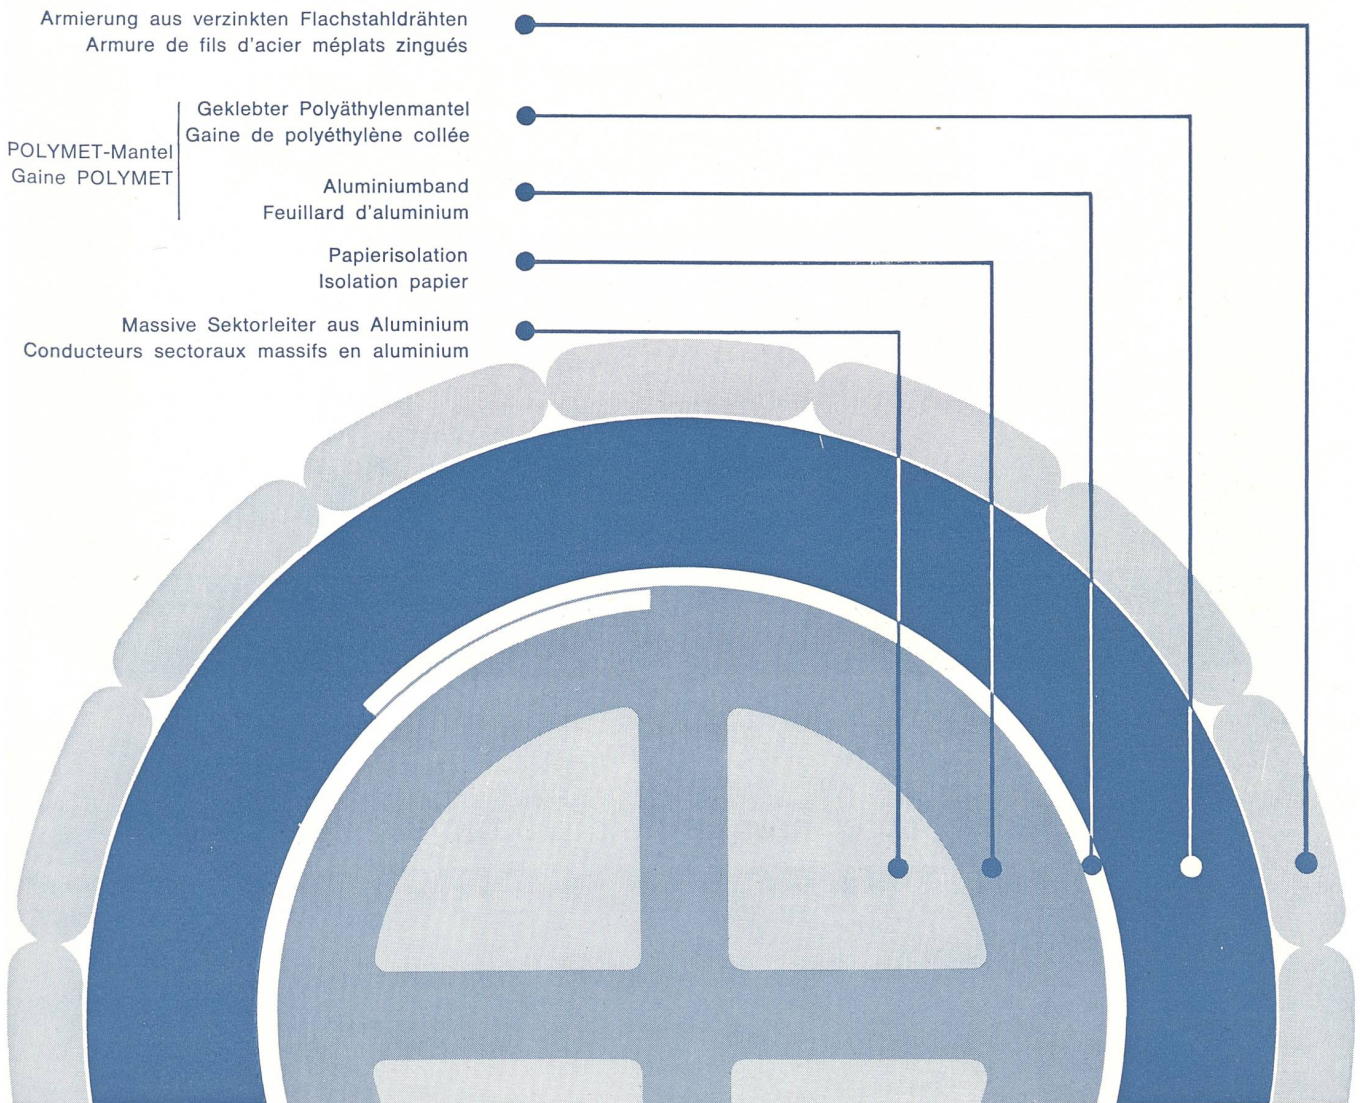 Armierung aus verzinkten Flachstahldrähten
Armure de fils d'acier méplats zingués
POLYMET-Mantel
Gaine POLYMET
Geklebter Polyäthylenmantel
Gaine de polyéthylène collée
Aluminiumband
Feuillard d'aluminium
Papierisolation
Isolation papier
Massive Sektorleiter aus Aluminium
Conducteurs sectoraux massifs en aluminium